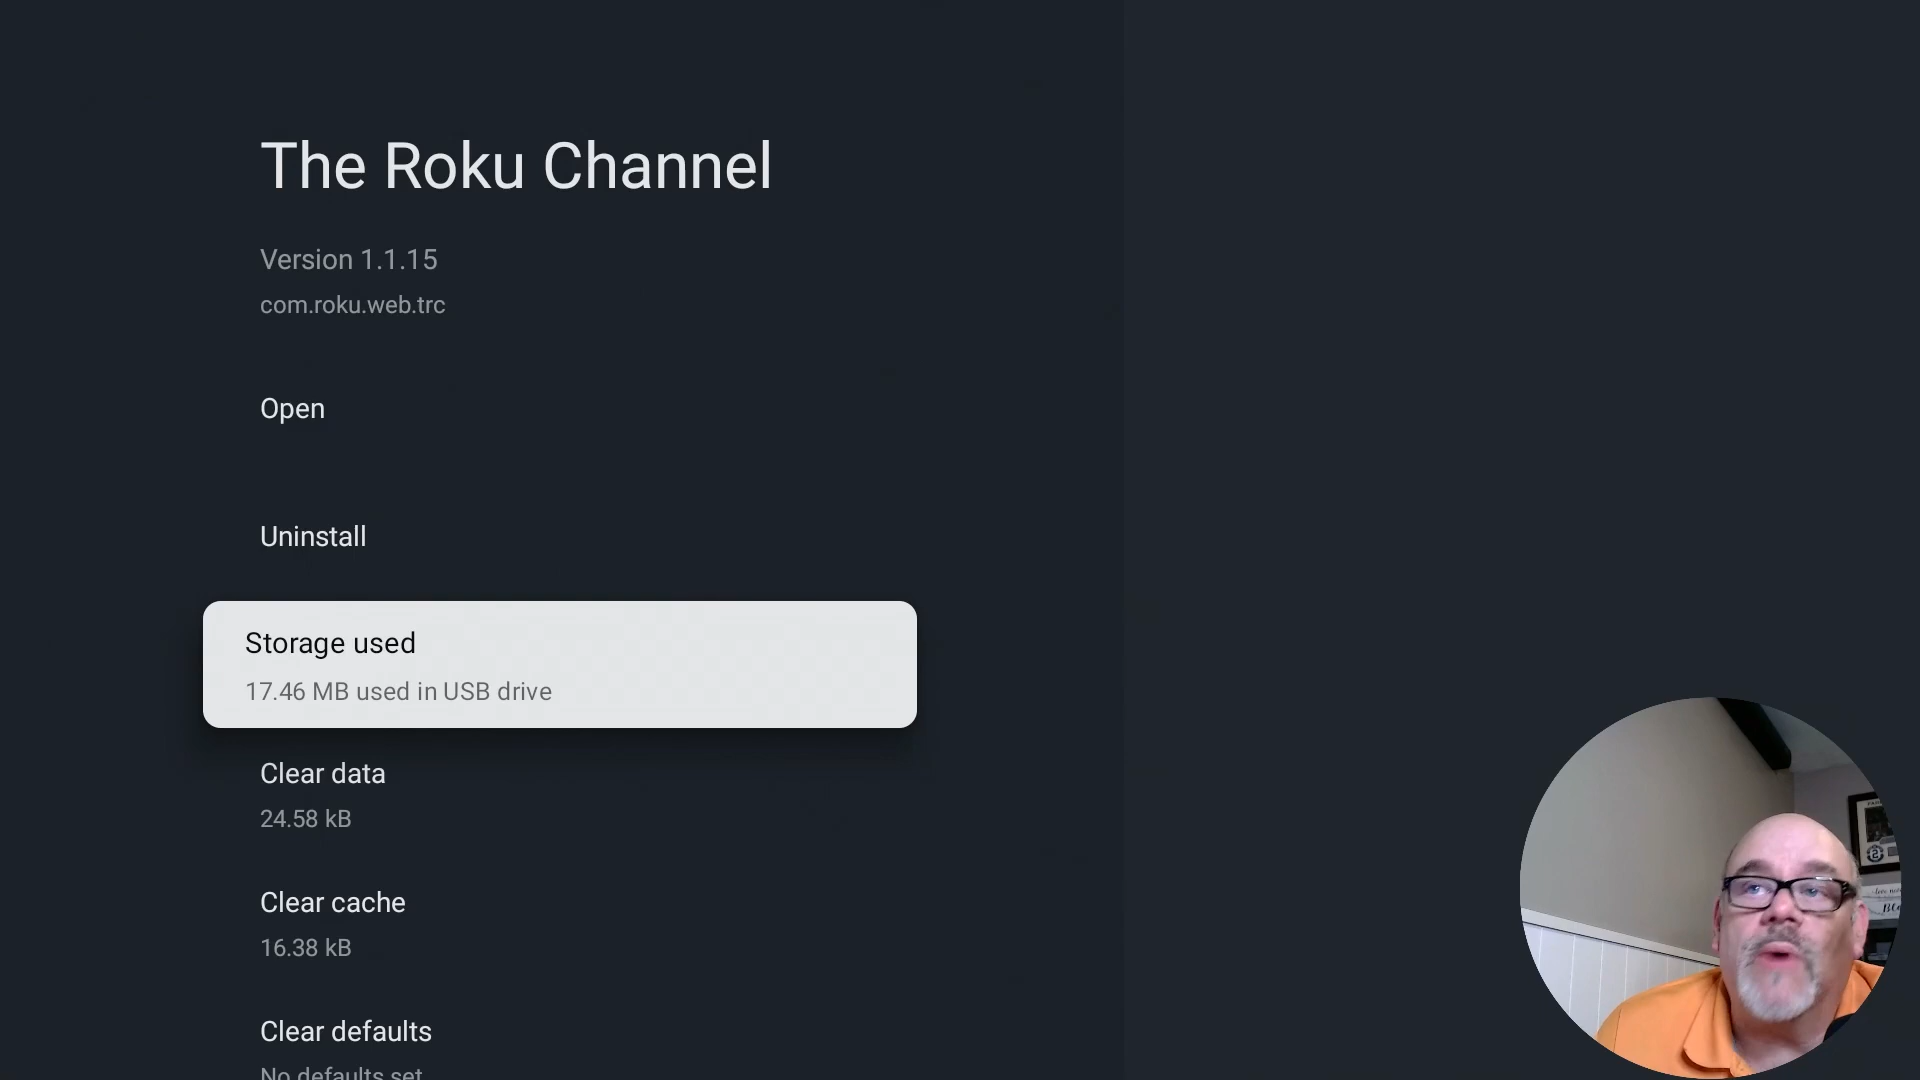 The Roku Channel
Version 1.1.15
com.roku.web.trc
Open
Uninstall
Storage used
17.46 MB used in USB drive
Clear data
24.58 kB
Clear cache
16.38 kB
Clear defaults
No defaults set